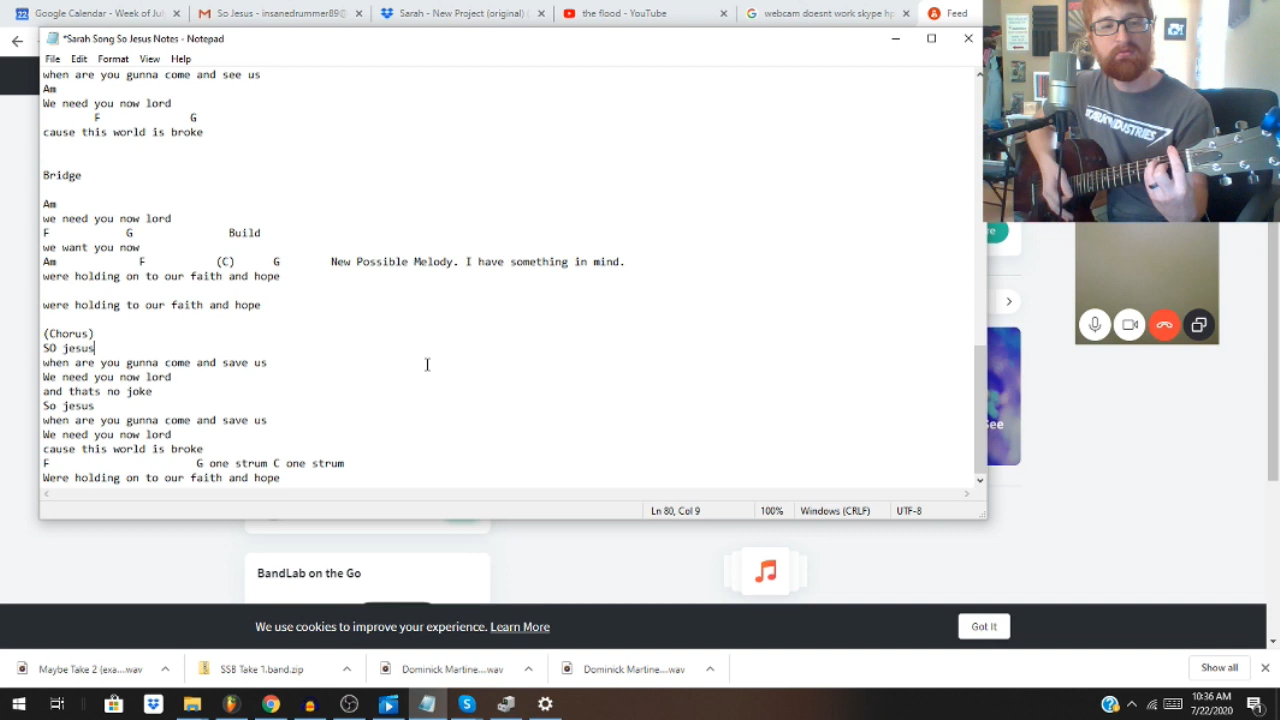 Google Calendar - Week of July
So Jesus - insanedrummer89@
Sarah - New Project (original)
the flood - YouTube
webcam doesnt work skype hp
Feed
*Sarah Song So Jesus Notes - Notepad
File Edit Format View Help
when are you gunna come and see us
Am
We need you now lord
F G
cause this world is broke
Bridge
Am
we need you now lord
F G Build
we want you now
Am F (C) G New Possible Melody. I have something in mind.
were holding on to our faith and hope
were holding to our faith and hope
(Chorus)
SO jesus
when are you gunna come and save us
We need you now lord
and thats no joke
So jesus
when are you gunna come and save us
We need you now lord
cause this world is broke
F G one strum C one strum
Were holding on to our faith and hope
Ln 80, Col 9 100% Windows (CRLF) UTF-8
STARK INDUSTRIES
See
BandLab on the Go
We use cookies to improve your experience. Learn More
Got It
Maybe Take 2 (exa....wav
SSB Take 1.band.zip
Dominick Martine....wav
Dominick Martine....wav
Show all
10:36 AM
7/22/2020